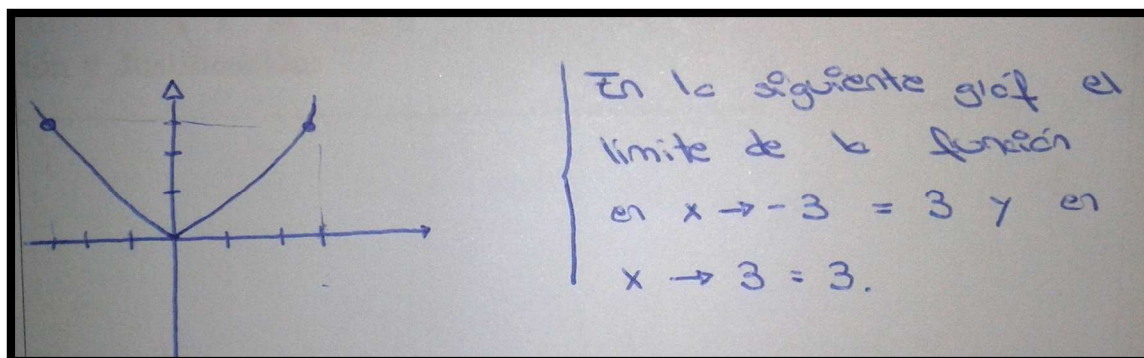 En la siguiente gráf el
límite de la función
en x → -3 = 3 y en
x → 3 = 3.